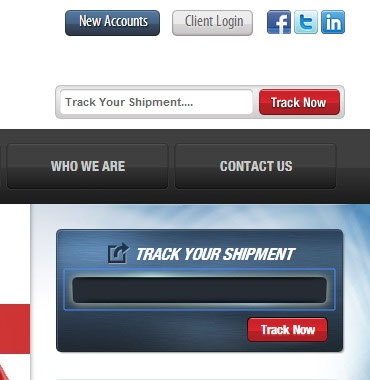 New Accounts Client Login f t in
Track Your Shipment.... Track Now
WHO WE ARE CONTACT US
TRACK YOUR SHIPMENT
Track Now